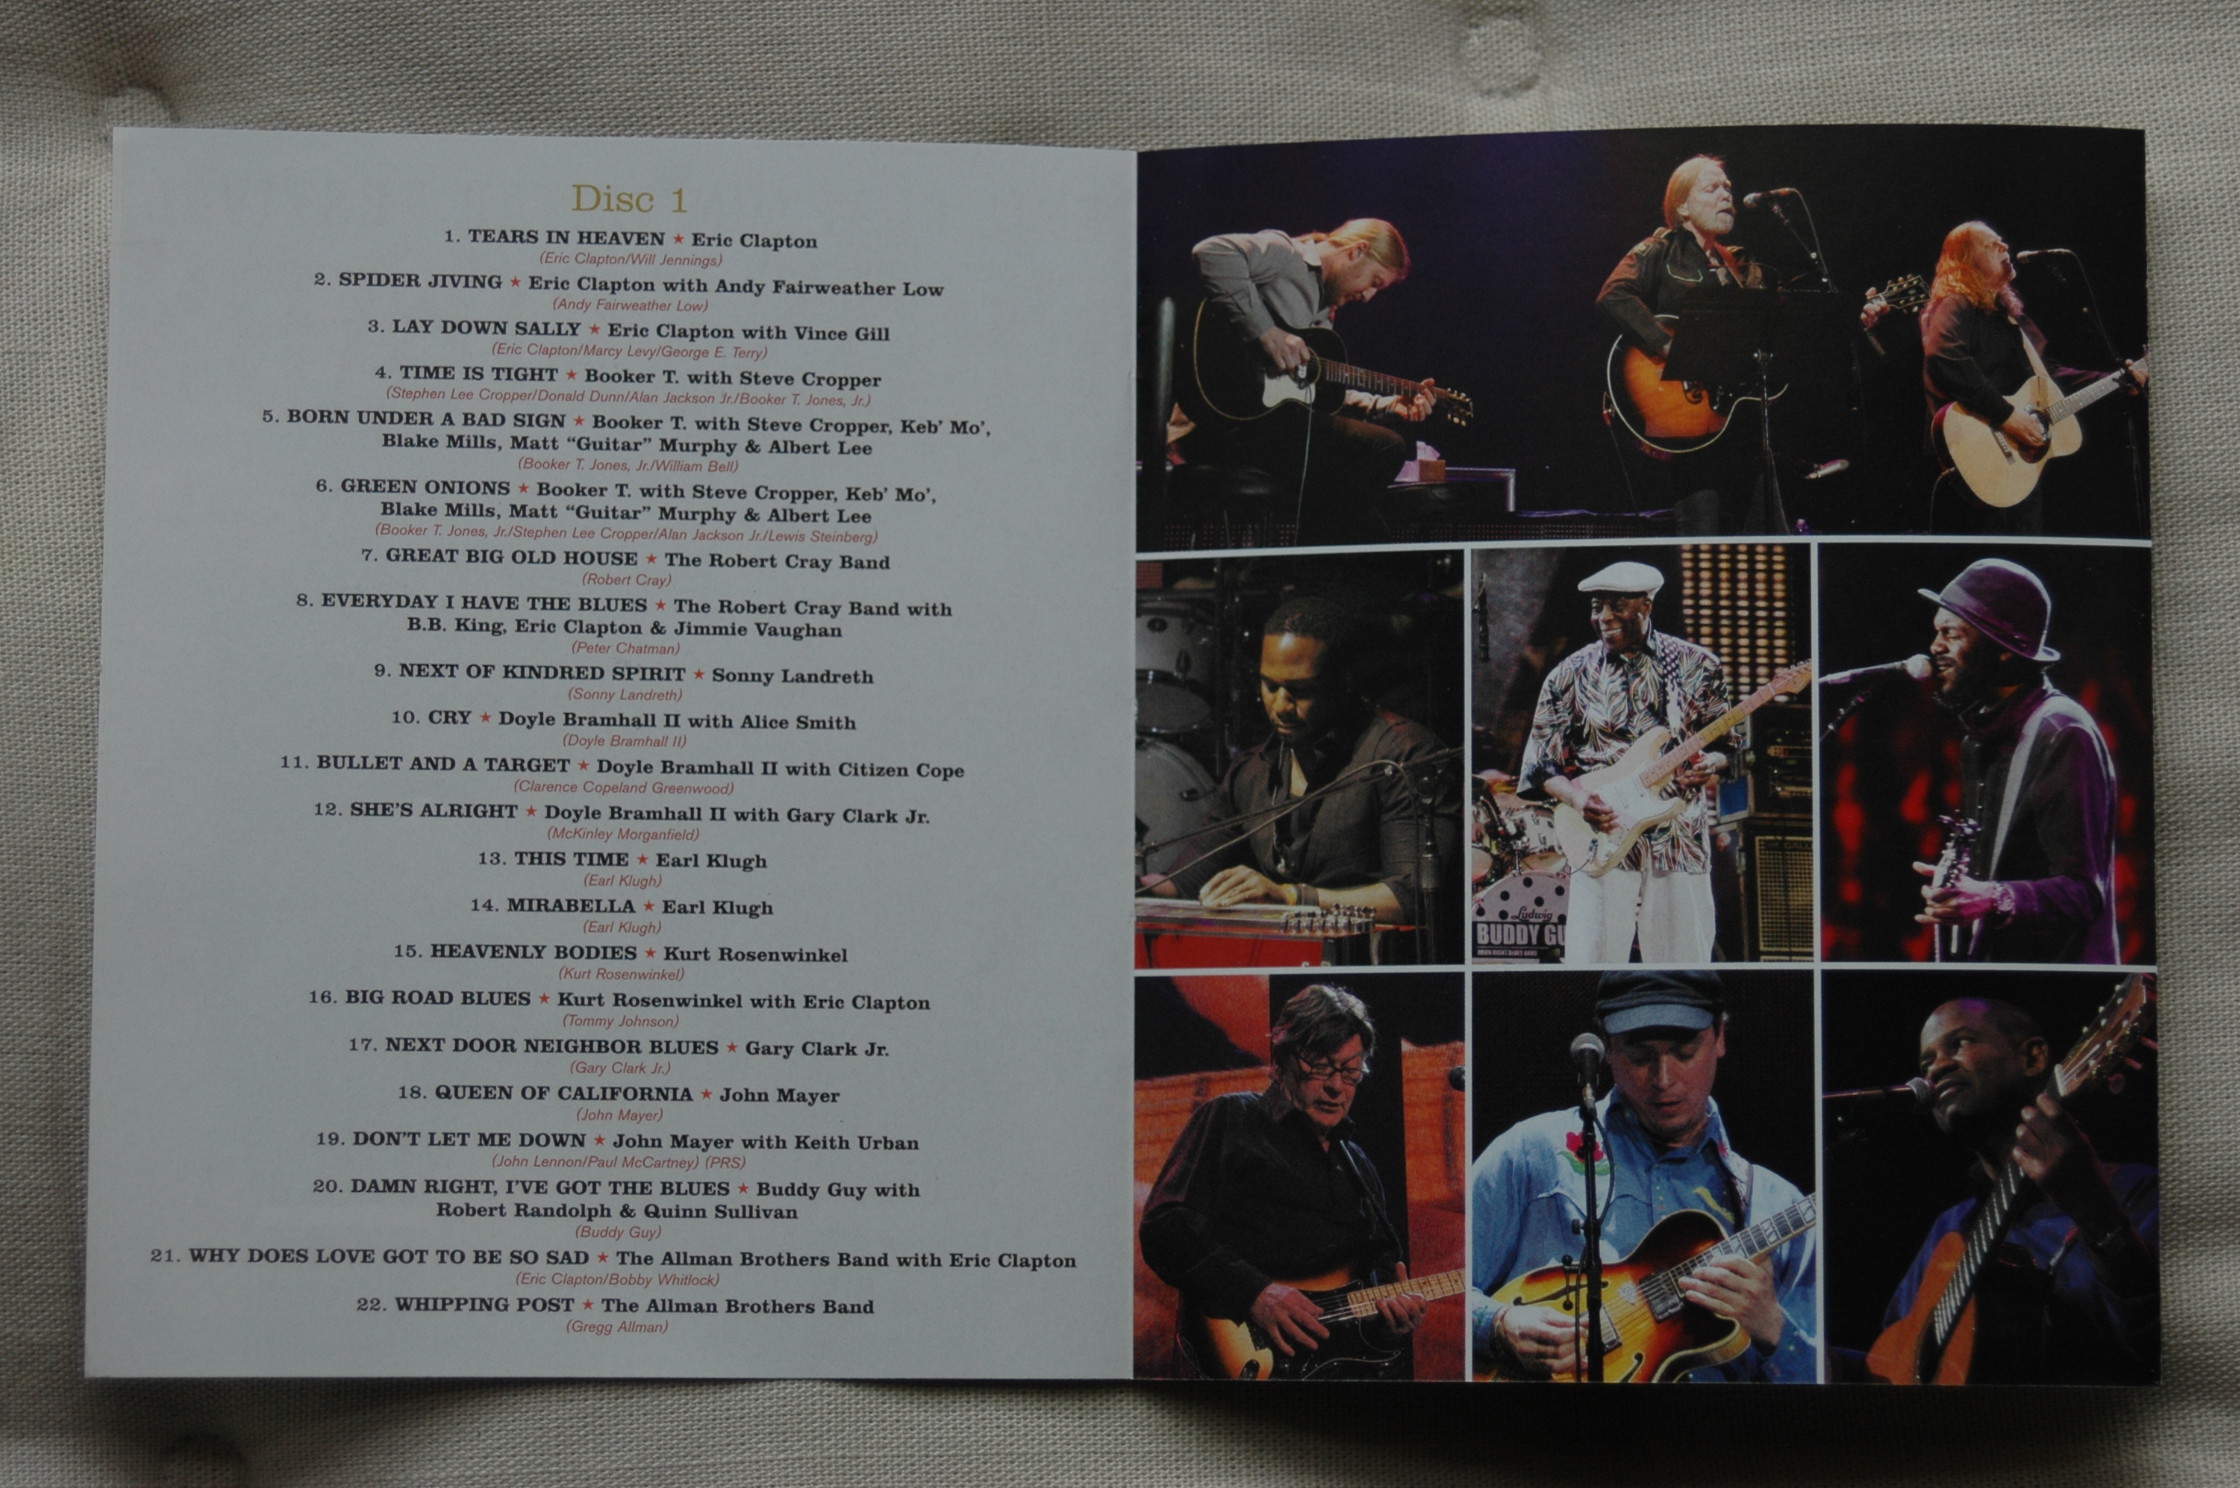 Disc 1
1. TEARS IN HEAVEN ★ Eric Clapton
(Eric Clapton/Will Jennings)
2. SPIDER JIVING ★ Eric Clapton with Andy Fairweather Low
(Andy Fairweather Low)
3. LAY DOWN SALLY ★ Eric Clapton with Vince Gill
(Eric Clapton/Marcy Levy/George E. Terry)
4. TIME IS TIGHT ★ Booker T. with Steve Cropper
(Stephen Lee Cropper/Donald Dunn/Alan Jackson Jr./Booker T. Jones, Jr.)
5. BORN UNDER A BAD SIGN ★ Booker T. with Steve Cropper, Keb' Mo',
Blake Mills, Matt “Guitar” Murphy & Albert Lee
(Booker T. Jones, Jr./William Bell)
6. GREEN ONIONS ★ Booker T. with Steve Cropper, Keb' Mo',
Blake Mills, Matt “Guitar” Murphy & Albert Lee
(Booker T. Jones, Jr./Stephen Lee Cropper/Alan Jackson Jr./Lewis Steinberg)
7. GREAT BIG OLD HOUSE ★ The Robert Cray Band
(Robert Cray)
8. EVERYDAY I HAVE THE BLUES ★ The Robert Cray Band with
B.B. King, Eric Clapton & Jimmie Vaughan
(Peter Chatman)
9. NEXT OF KINDRED SPIRIT ★ Sonny Landreth
(Sonny Landreth)
10. CRY ★ Doyle Bramhall II with Alice Smith
(Doyle Bramhall II)
11. BULLET AND A TARGET ★ Doyle Bramhall II with Citizen Cope
(Clarence Copeland Greenwood)
12. SHE'S ALRIGHT ★ Doyle Bramhall II with Gary Clark Jr.
(McKinley Morganfield)
13. THIS TIME ★ Earl Klugh
(Earl Klugh)
14. MIRABELLA ★ Earl Klugh
(Earl Klugh)
15. HEAVENLY BODIES ★ Kurt Rosenwinkel
(Kurt Rosenwinkel)
16. BIG ROAD BLUES ★ Kurt Rosenwinkel with Eric Clapton
(Tommy Johnson)
17. NEXT DOOR NEIGHBOR BLUES ★ Gary Clark Jr.
(Gary Clark Jr.)
18. QUEEN OF CALIFORNIA ★ John Mayer
(John Mayer)
19. DON'T LET ME DOWN ★ John Mayer with Keith Urban
(John Lennon/Paul McCartney) (PRS)
20. DAMN RIGHT, I'VE GOT THE BLUES ★ Buddy Guy with
Robert Randolph & Quinn Sullivan
(Buddy Guy)
21. WHY DOES LOVE GOT TO BE SO SAD ★ The Allman Brothers Band with Eric Clapton
(Eric Clapton/Bobby Whitlock)
22. WHIPPING POST ★ The Allman Brothers Band
(Gregg Allman)
Ludwig
BUDDY GU
DAMN RIGHT BLUES BAND